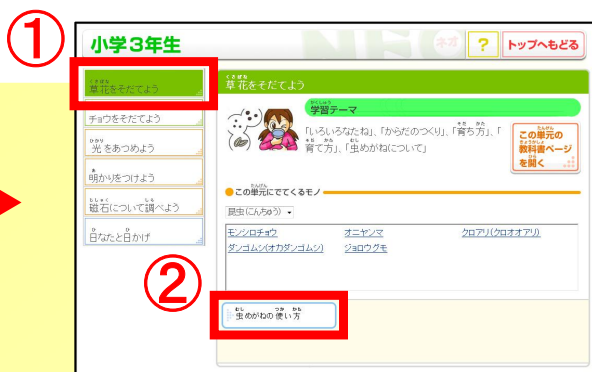 ①
小学3年生
NEO ネオ
?
トップへもどる
草花をそだてよう
チョウをそだてよう
光をあつめよう
明かりをつけよう
磁石について調べよう
日なたと日かげ
草花をそだてよう
学習テーマ
「いろいろなたね」、「からだのつくり」、「育ち方」、「
育て方」、「虫めがねについて」
この単元の
教科書ページ
を開く
この単元にでてくるモノ
昆虫(こんちゅう)
モンシロチョウ オニヤンマ クロアリ(クロオオアリ)
ダンゴムシ(オカダンゴムシ) ジョロウグモ
②
虫めがねの使い方